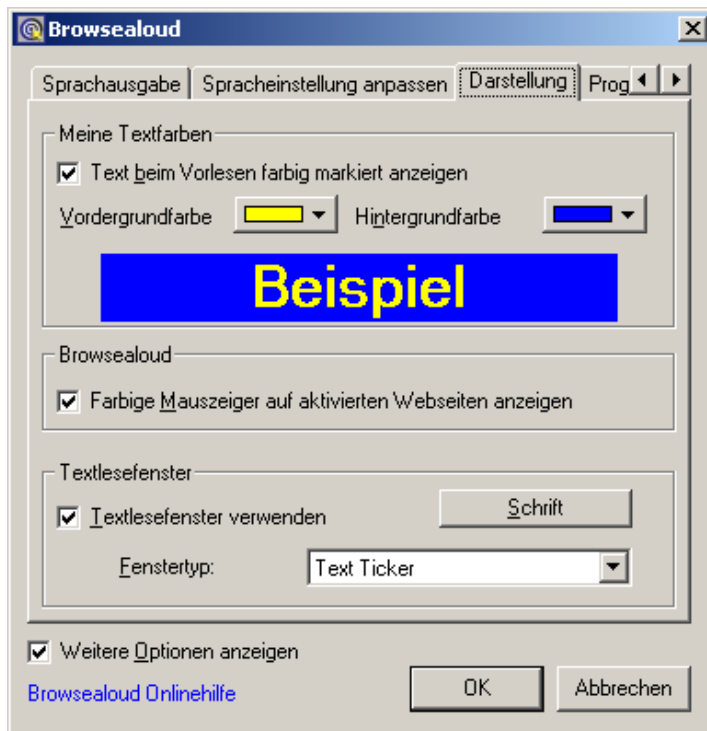 Browsealoud
Sprachausgabe Spracheinstellung anpassen Darstellung Prog
Meine Textfarben
Text beim Vorlesen farbig markiert anzeigen
Vordergrundfarbe Hintergrundfarbe
Beispiel
Browsealoud
Farbige Mauszeiger auf aktivierten Webseiten anzeigen
Textlesefenster
Textlesefenster verwenden Schrift
Fenstertyp: Text Ticker
Weitere Optionen anzeigen
Browsealoud Onlinehilfe OK Abbrechen